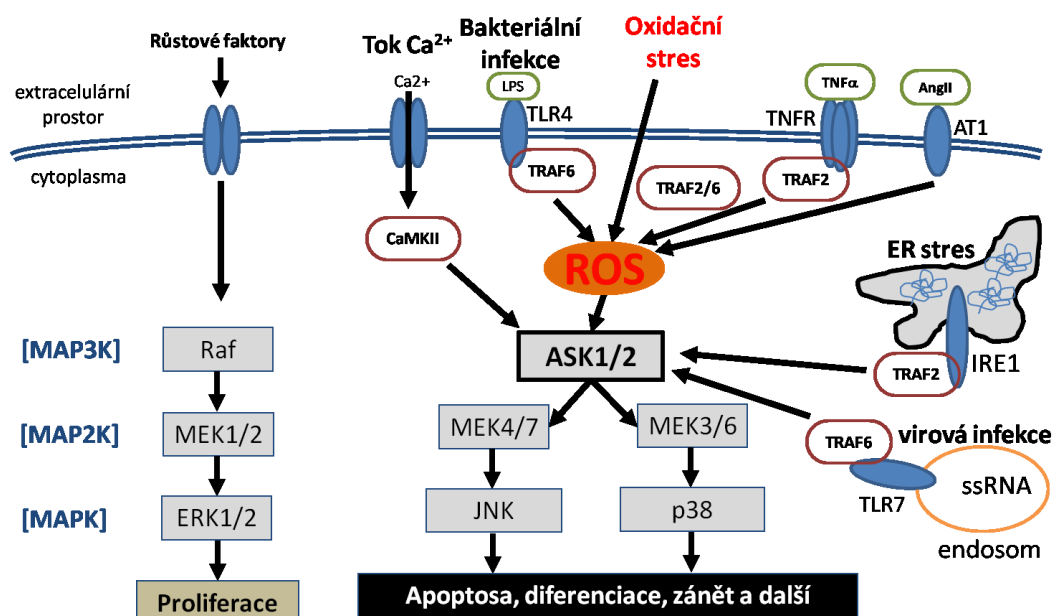 Růstové faktory
Tok Ca²⁺
Bakteriální
infekce
Oxidační
stres
Ca2+
LPS
TNFα
AngII
extracelulární
prostor
TLR4
TNFR
AT1
cytoplasma
TRAF6
TRAF2/6
TRAF2
CaMKII
ROS
ER stres
[MAP3K]
Raf
ASK1/2
TRAF2
IRE1
[MAP2K]
MEK1/2
MEK4/7
MEK3/6
TRAF6
virová infekce
TLR7
ssRNA
[MAPK]
ERK1/2
JNK
p38
endosom
Proliferace
Apoptosa, diferenciace, zánět a další